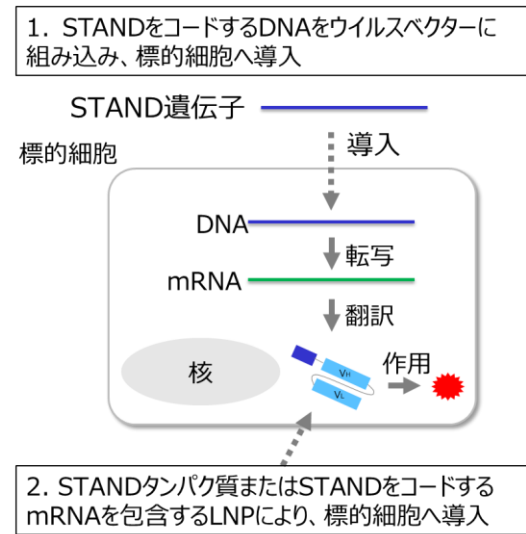 1. STANDをコードするDNAをウイルスベクターに
組み込み、標的細胞へ導入
STAND遺伝子
導入
標的細胞
DNA
転写
mRNA
翻訳
核
VH
VL
作用
2. STANDタンパク質またはSTANDをコードする
mRNAを包含するLNPにより、標的細胞へ導入